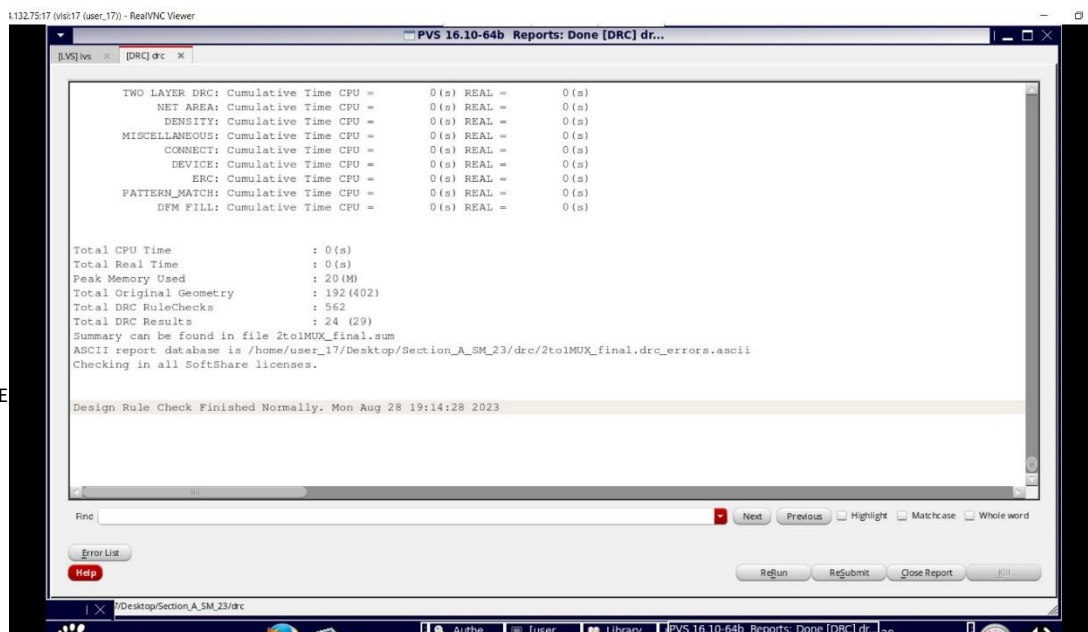 4.132.75:17 (vlsi:17 (user_17)) - RealVNC Viewer
PVS 16.10-64b Reports: Done [DRC] dr...
[LVS] lvs
[DRC] drc
TWO LAYER DRC: Cumulative Time CPU = 0(s) REAL = 0(s)
NET AREA: Cumulative Time CPU = 0(s) REAL = 0(s)
DENSITY: Cumulative Time CPU = 0(s) REAL = 0(s)
MISCELLANEOUS: Cumulative Time CPU = 0(s) REAL = 0(s)
CONNECT: Cumulative Time CPU = 0(s) REAL = 0(s)
DEVICE: Cumulative Time CPU = 0(s) REAL = 0(s)
ERC: Cumulative Time CPU = 0(s) REAL = 0(s)
PATTERN_MATCH: Cumulative Time CPU = 0(s) REAL = 0(s)
DFM FILL: Cumulative Time CPU = 0(s) REAL = 0(s)
Total CPU Time : 0(s)
Total Real Time : 0(s)
Peak Memory Used : 20(M)
Total Original Geometry : 192(402)
Total DRC RuleChecks : 562
Total DRC Results : 24 (29)
Summary can be found in file 2to1MUX_final.sum
ASCII report database is /home/user_17/Desktop/Section_A_SM_23/drc/2to1MUX_final.drc_errors.ascii
Checking in all SoftShare licenses.
E
Design Rule Check Finished Normally. Mon Aug 28 19:14:28 2023
Find Next Previous Highlight Matchcase Whole word
Error List
Help ReRun ReSubmit Close Report Kill
/Desktop/Section_A_SM_23/drc
Authe [user Library PVS 16.10-64b Reports: Done [DRC] dr...